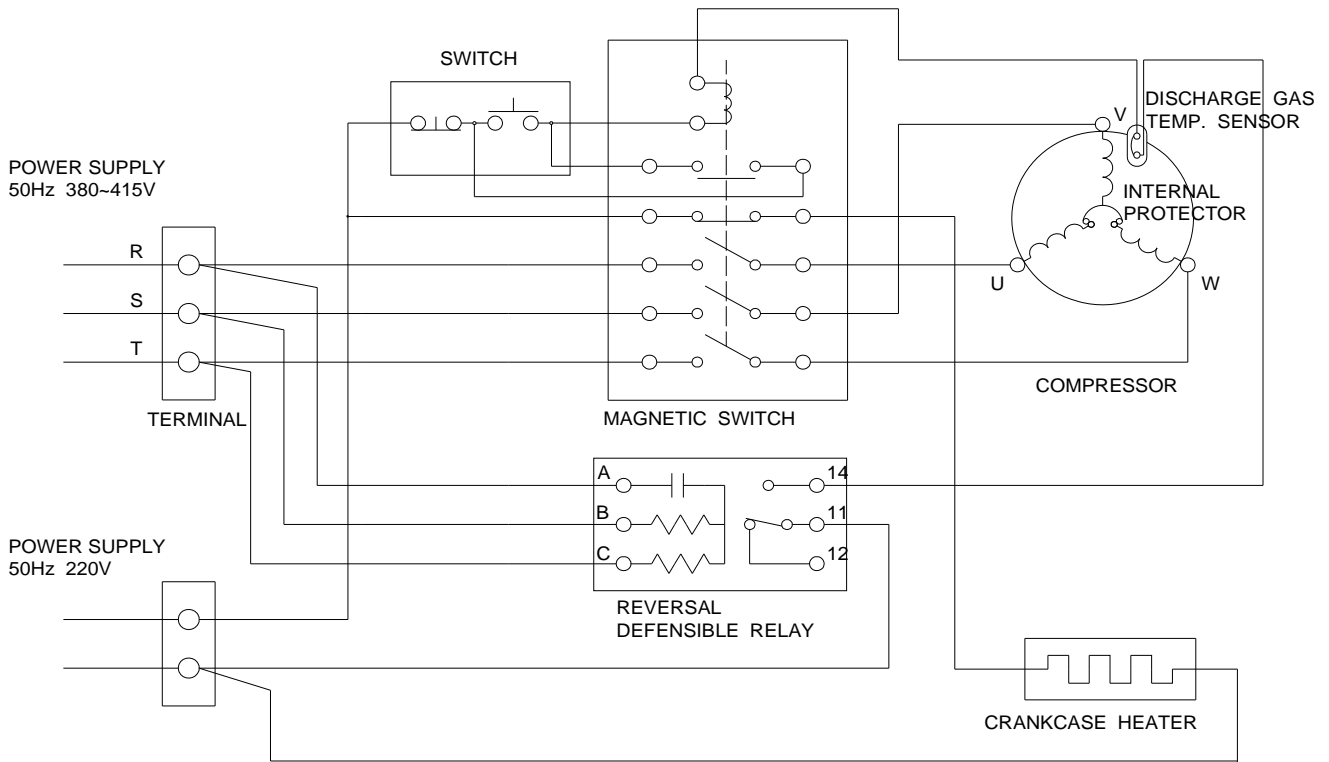 SWITCH
DISCHARGE GAS
TEMP. SENSOR
V
POWER SUPPLY
50Hz 380~415V
INTERNAL
PROTECTOR
R
U
W
S
T
COMPRESSOR
TERMINAL
MAGNETIC SWITCH
A
14
B
11
POWER SUPPLY
50Hz 220V
C
12
REVERSAL
DEFENSIBLE RELAY
CRANKCASE HEATER